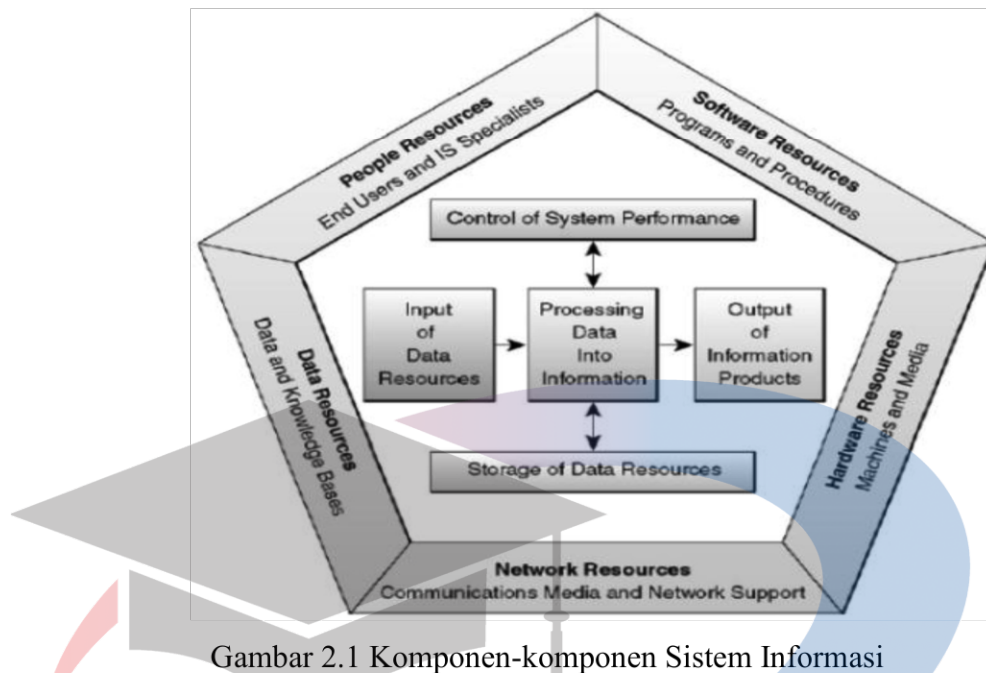 People Resources
End Users and IS Specialists
Software Resources
Programs and Procedures
Control of System Performance
Input
of
Data
Resources
Processing
Data
Into
Information
Output
of
Information
Products
Storage of Data Resources
Data Resources
Data and Knowledge Bases
Hardware Resources
Machines and Media
Network Resources
Communications Media and Network Support
Gambar 2.1 Komponen-komponen Sistem Informasi